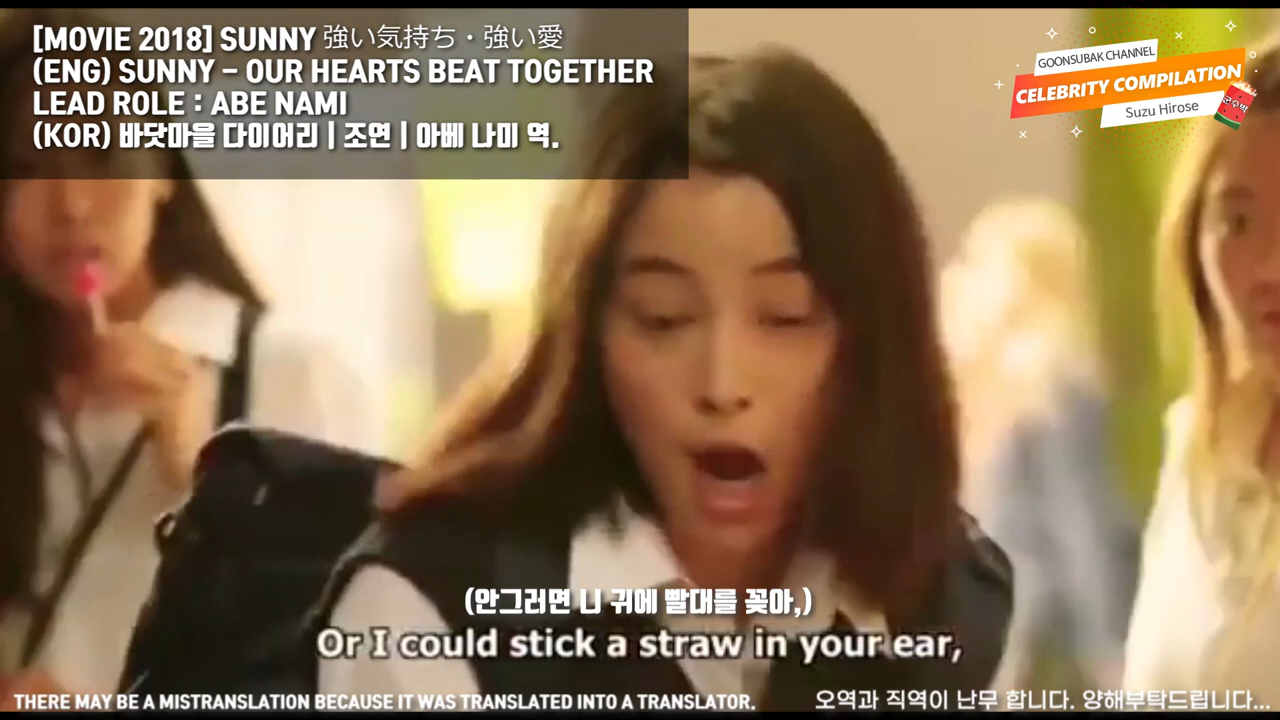 [MOVIE 2018] SUNNY 強い気持ち・強い愛
(ENG) SUNNY – OUR HEARTS BEAT TOGETHER
LEAD ROLE : ABE NAMI
(KOR) 바닷마을 다이어리 | 조연 | 아베 나미 역.
GOONSUBAK CHANNEL
CELEBRITY COMPILATION
Suzu Hirose
군수박
(안그러면 니 귀에 빨대를 꽂아,)
Or I could stick a straw in your ear,
THERE MAY BE A MISTRANSLATION BECAUSE IT WAS TRANSLATED INTO A TRANSLATOR.
오역과 직역이 난무 합니다. 양해부탁드립니다...